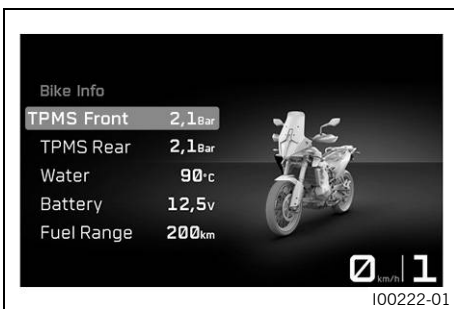 Bike Info
TPMS Front 2,1Bar
TPMS Rear 2,1Bar
Water 90°C
Battery 12,5V
Fuel Range 200km
0 km/h 1
I00222-01